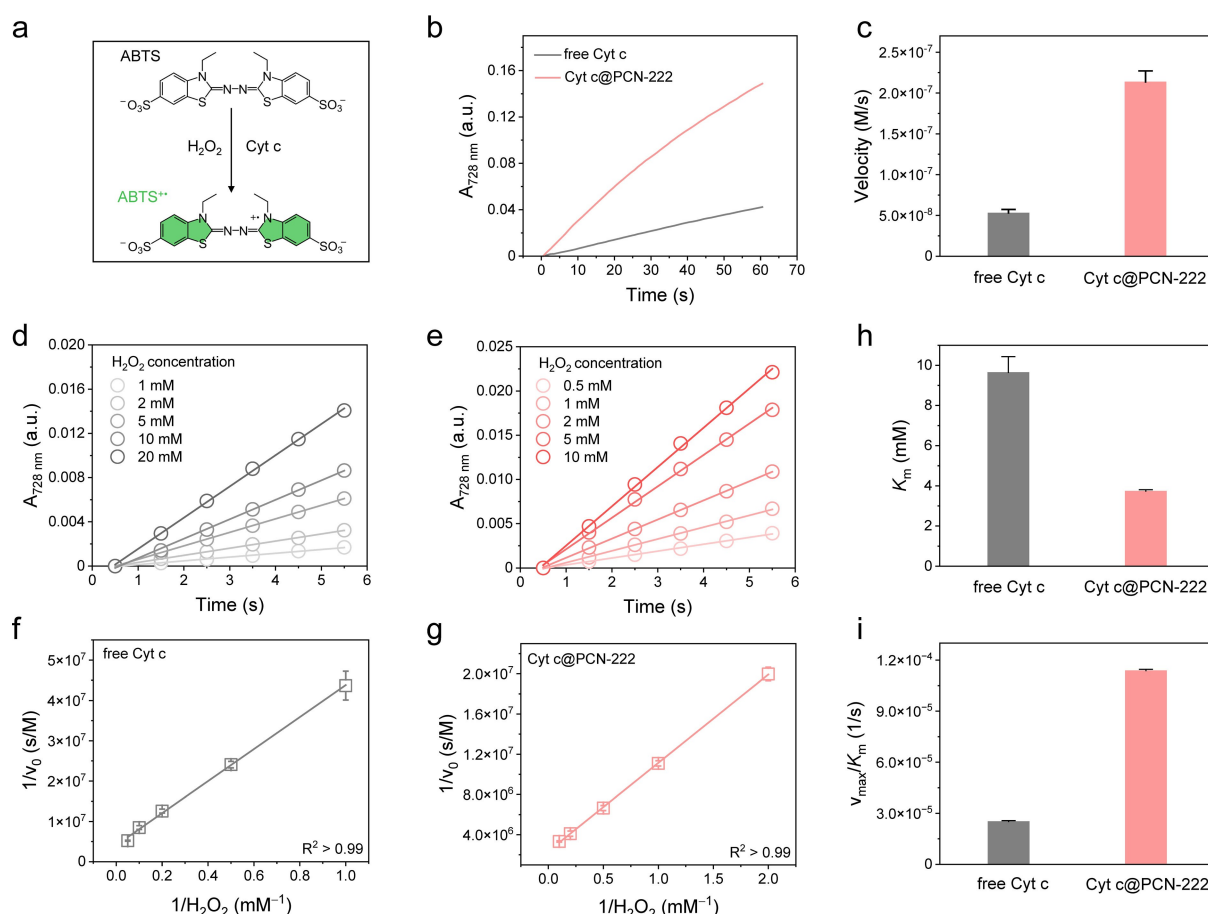 a
ABTS
N
N
S
N
N
S
⁻O₃S
SO₃⁻
H₂O₂
Cyt c
ABTS⁺•
N
N
+•
S
N
N
S
⁻O₃S
SO₃⁻
b
free Cyt c
Cyt c@PCN-222
0.16
0.12
0.08
0.04
0
0 10 20 30 40 50 60 70
A₇₂₈ ₙₘ (a.u.)
Time (s)
c
2.5×10⁻⁷
2.0×10⁻⁷
1.5×10⁻⁷
1.0×10⁻⁷
5.0×10⁻⁸
0
Velocity (M/s)
free Cyt c
Cyt c@PCN-222
d
H₂O₂ concentration
1 mM
2 mM
5 mM
10 mM
20 mM
0.020
0.016
0.012
0.008
0.004
0
0 1 2 3 4 5 6
A₇₂₈ ₙₘ (a.u.)
Time (s)
e
H₂O₂ concentration
0.5 mM
1 mM
2 mM
5 mM
10 mM
0.025
0.020
0.015
0.010
0.005
0
0 1 2 3 4 5 6
A₇₂₈ ₙₘ (a.u.)
Time (s)
h
10
8
6
4
2
0
Kₘ (mM)
free Cyt c
Cyt c@PCN-222
f
free Cyt c
5×10⁷
4×10⁷
3×10⁷
2×10⁷
1×10⁷
0
0.0 0.2 0.4 0.6 0.8 1.0
R² > 0.99
1/v₀ (s/M)
1/H₂O₂ (mM⁻¹)
g
Cyt c@PCN-222
2.0×10⁷
1.6×10⁷
1.2×10⁷
8.0×10⁶
4.0×10⁶
0.0 0.5 1.0 1.5 2.0
R² > 0.99
1/v₀ (s/M)
1/H₂O₂ (mM⁻¹)
i
1.2×10⁻⁴
9.0×10⁻⁵
6.0×10⁻⁵
3.0×10⁻⁵
0
vₘₐₓ/Kₘ (1/s)
free Cyt c
Cyt c@PCN-222